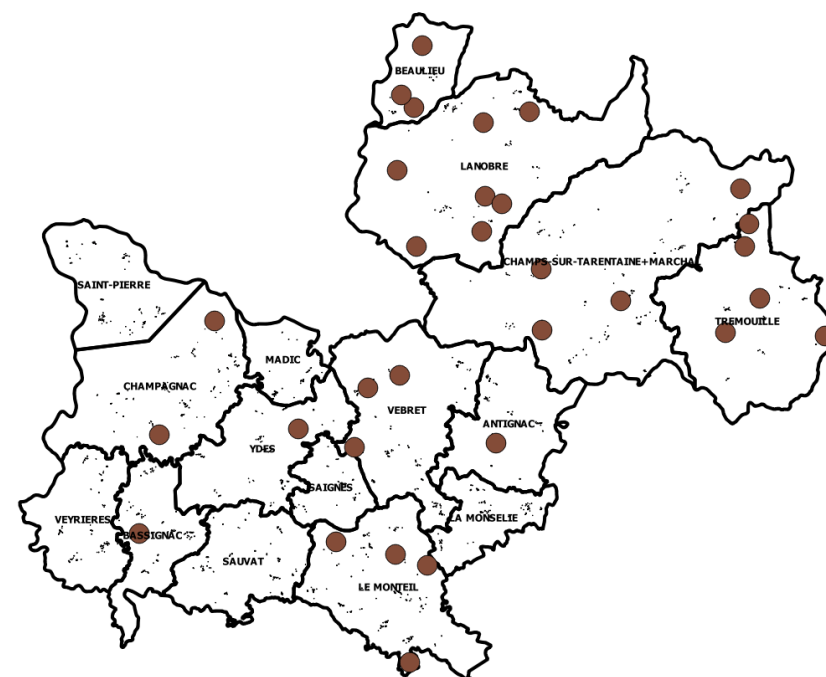 BEAULIEU
LANOBRE
CHAMPS-SUR-TARENTAINE+MARCHA
SAINT-PIERRE
TREMOUILLE
MADIC
CHAMPAGNAC
VEBRET
ANTIGNAC
YDES
SAIGNES
VEYRIERES
LA MONSELIE
BASSIGNAC
SAUVAT
LE MONTEIL